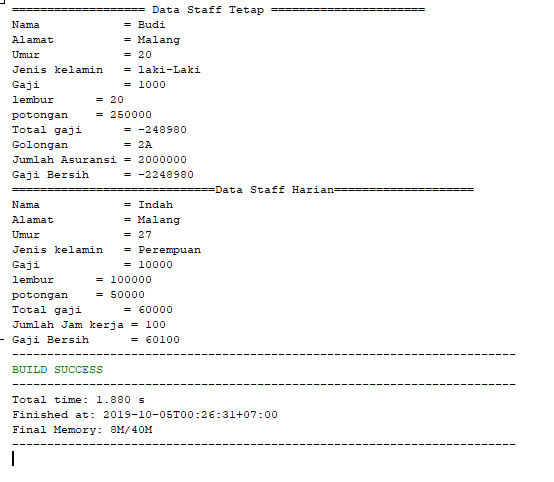 =================== Data Staff Tetap ======================
Nama = Budi
Alamat = Malang
Umur = 20
Jenis kelamin = laki-Laki
Gaji = 1000
lembur = 20
potongan = 250000
Total gaji = -248980
Golongan = 2A
Jumlah Asuransi = 2000000
Gaji Bersih = -2248980
=============================Data Staff Harian====================
Nama = Indah
Alamat = Malang
Umur = 27
Jenis kelamin = Perempuan
Gaji = 10000
lembur = 100000
potongan = 50000
Total gaji = 60000
Jumlah Jam kerja = 100
Gaji Bersih = 60100
------------------------------------------------------------------------
BUILD SUCCESS
------------------------------------------------------------------------
Total time: 1.880 s
Finished at: 2019-10-05T00:26:31+07:00
Final Memory: 8M/40M
------------------------------------------------------------------------